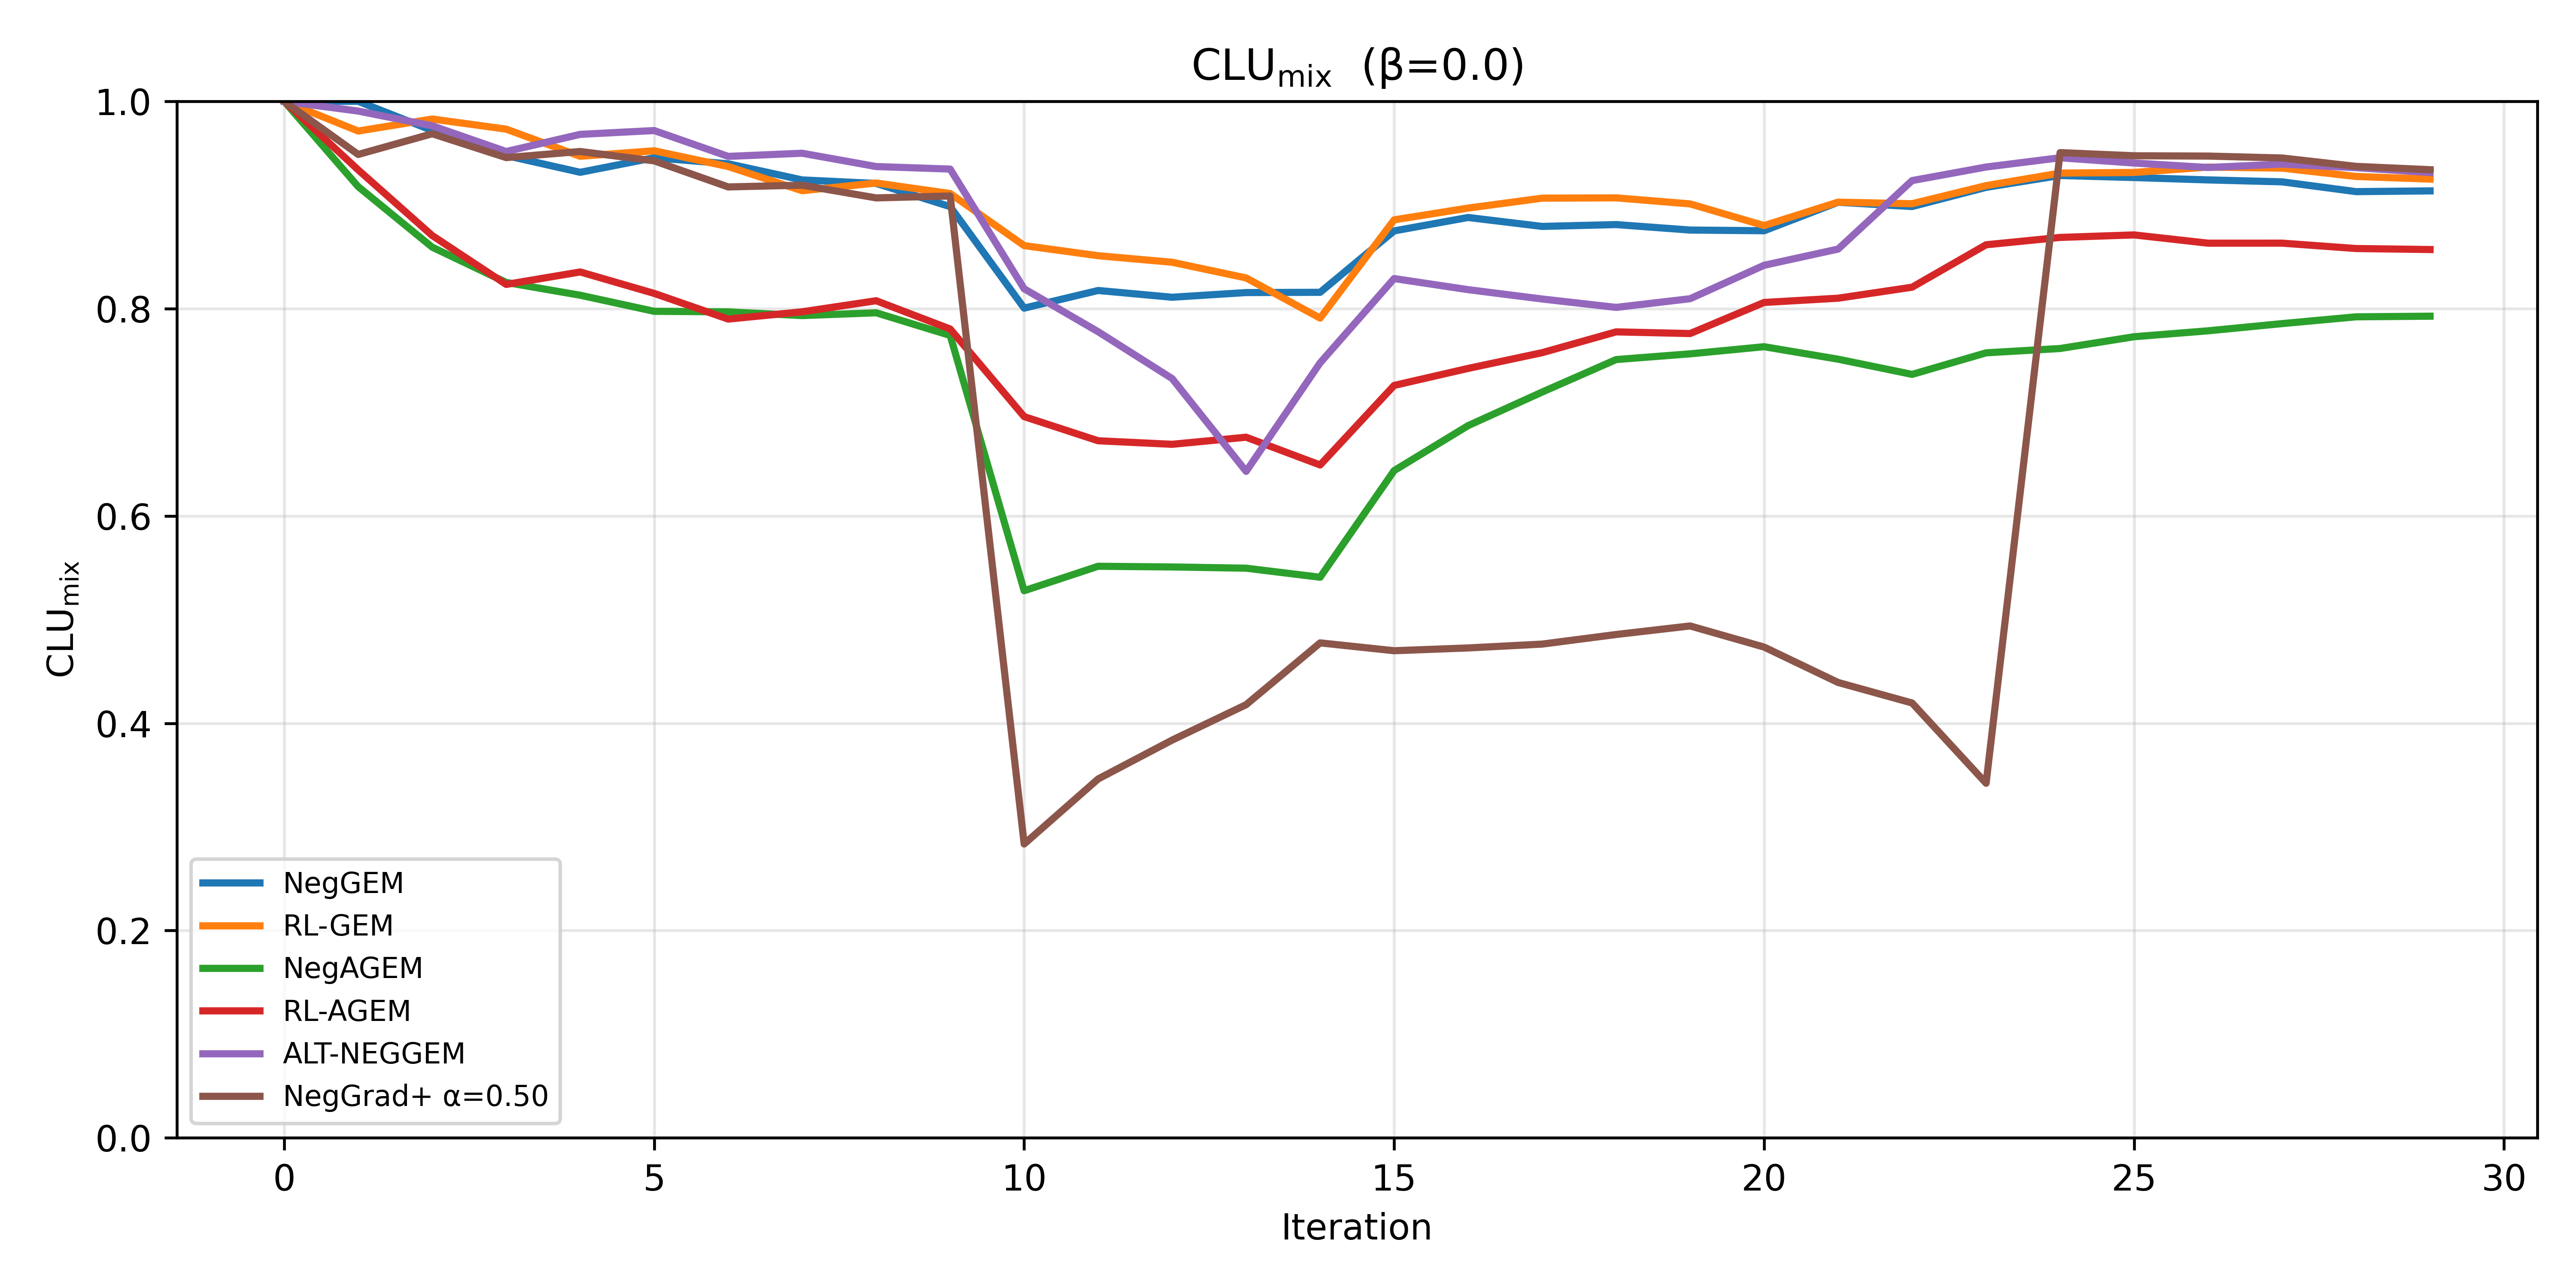 CLUmix (β=0.0)
1.0
0.8
0.6
0.4
0.2
0.0
CLUmix
NegGEM
RL-GEM
NegAGEM
RL-AGEM
ALT-NEGGEM
NegGrad+ α=0.50
0 5 10 15 20 25 30
Iteration